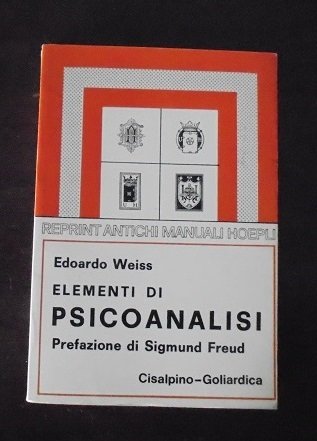 REPRINT ANTICHI MANUALI HOEPLI
Edoardo Weiss
ELEMENTI DI
PSICOANALISI
Prefazione di Sigmund Freud
Cisalpino-Goliardica